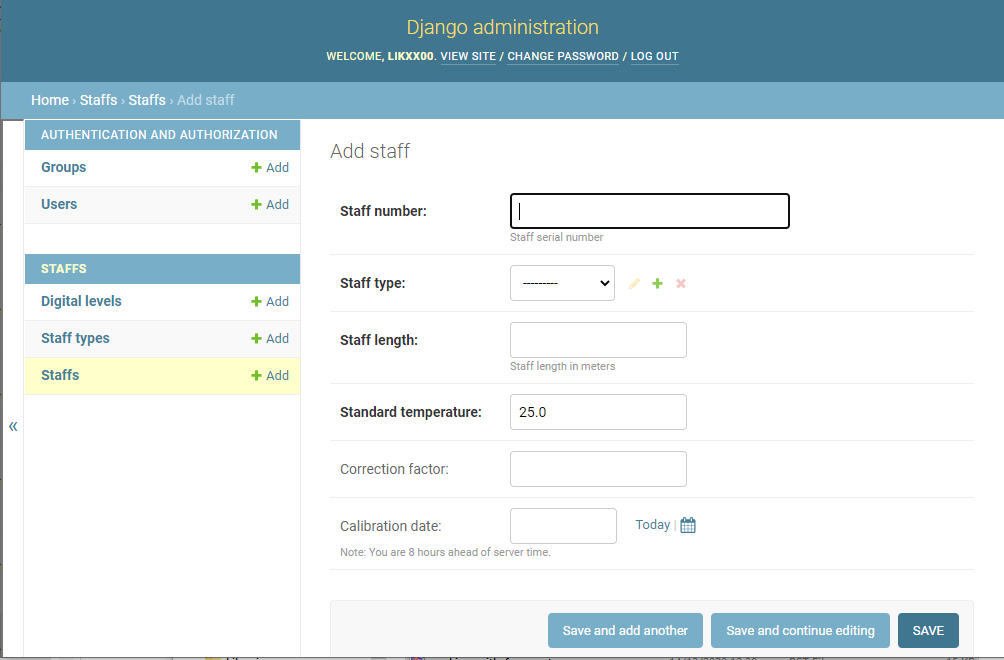 Django administration
WELCOME, LIKXX00. VIEW SITE / CHANGE PASSWORD / LOG OUT
Home › Staffs › Staffs › Add staff
AUTHENTICATION AND AUTHORIZATION
Groups + Add
Users + Add
STAFFS
Digital levels + Add
Staff types + Add
Staffs + Add
«
Add staff
Staff number:
Staff serial number
Staff type: ---------
Staff length:
Staff length in meters
Standard temperature: 25.0
Correction factor:
Calibration date: Today |
Note: You are 8 hours ahead of server time.
Save and add another Save and continue editing SAVE